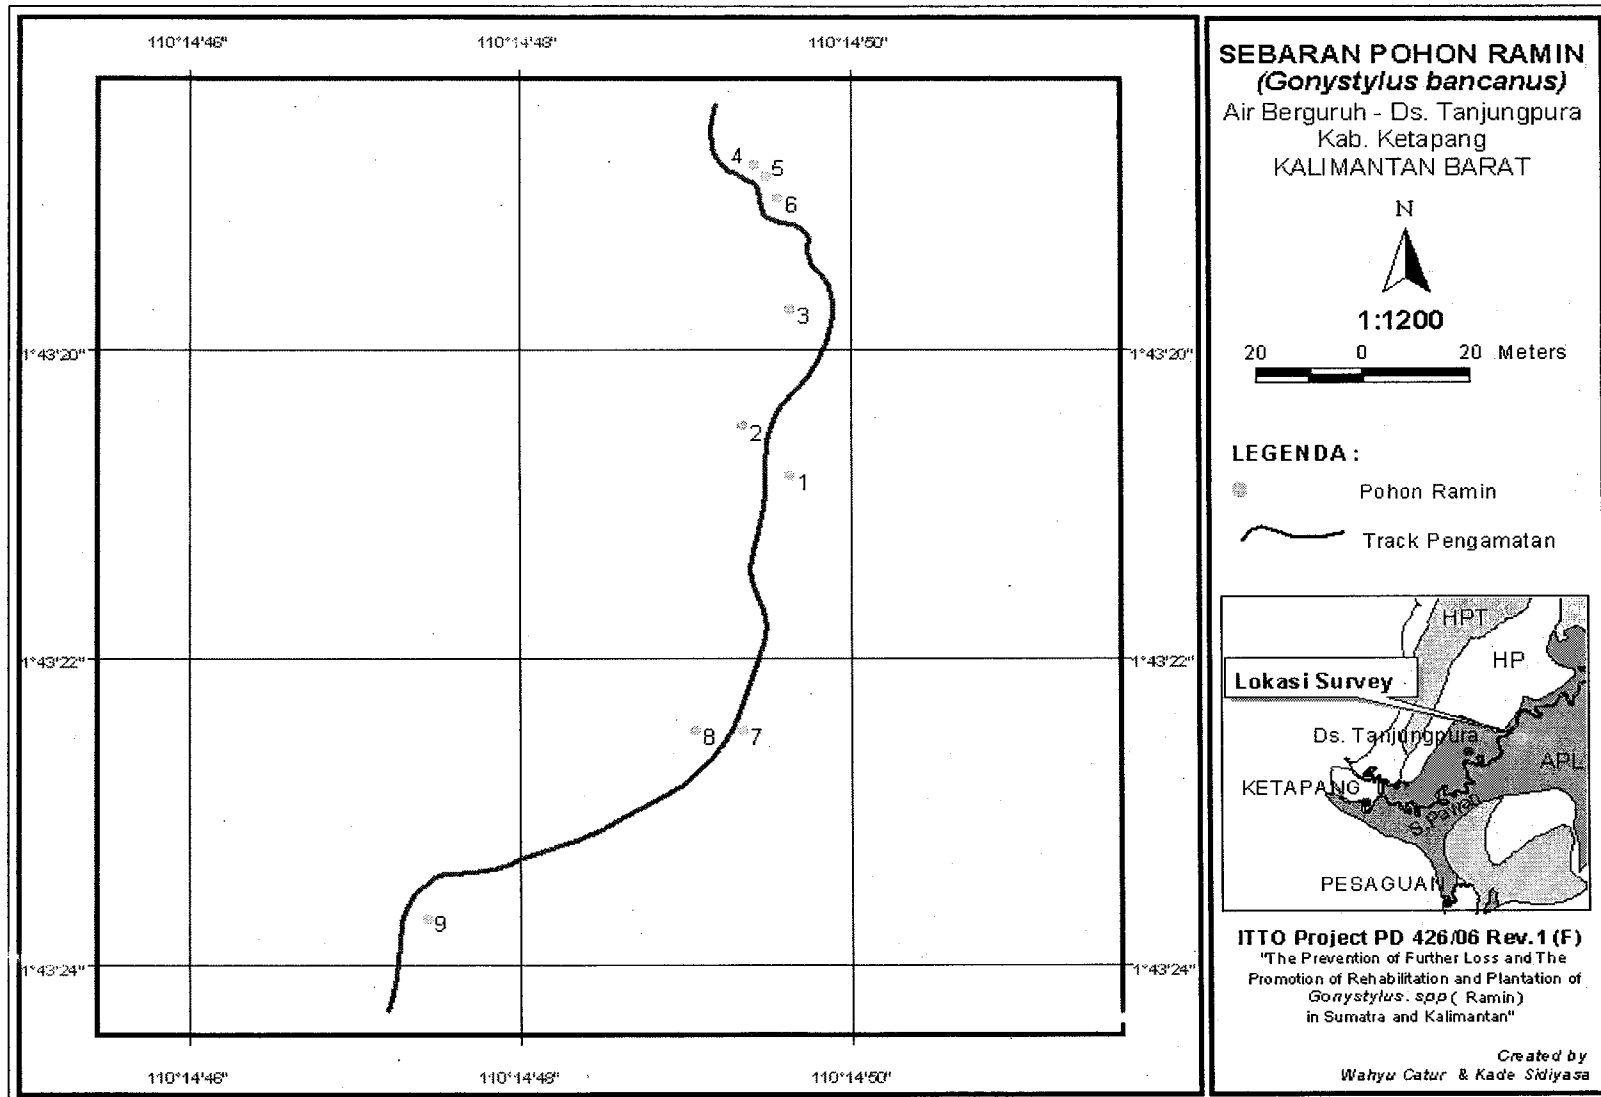 110°14'46" 110°14'48" 110°14'50"
4
5
6
3
1°43'20" 1°43'20"
2
1
1°43'22" 1°43'22"
8 7
9
1°43'24" 1°43'24"
110°14'46" 110°14'48" 110°14'50"
SEBARAN POHON RAMIN
(Gonystylus bancanus)
Air Berguruh - Ds. Tanjungpura
Kab. Ketapang
KALIMANTAN BARAT
N
1:1200
20 0 20 Meters
LEGENDA :
Pohon Ramin
Track Pengamatan
HPT
HP
Lokasi Survey
Ds. Tanjungpura
APL
KETAPANG
S. Pawan
PESAGUAN
ITTO Project PD 426/06 Rev.1 (F)
"The Prevention of Further Loss and The
Promotion of Rehabilitation and Plantation of
Gonystylus. spp ( Ramin)
in Sumatra and Kalimantan"
Created by
Wahyu Catur & Kade Sidiyasa